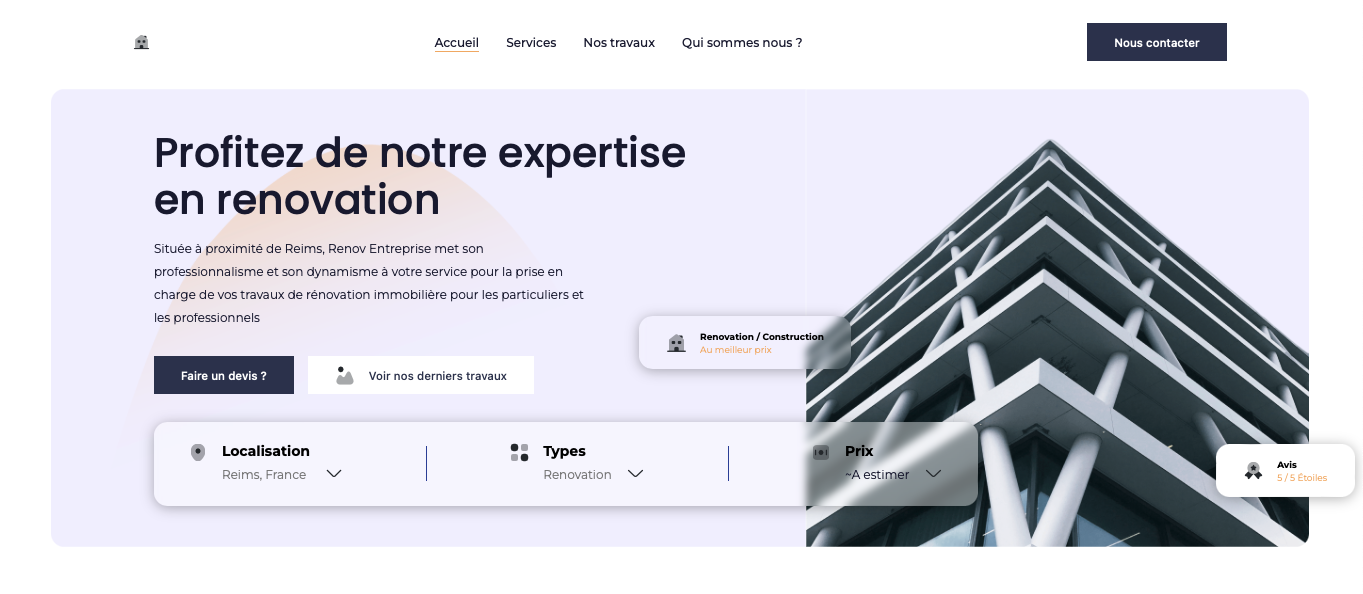 Accueil
Services
Nos travaux
Qui sommes nous ?
Nous contacter
Profitez de notre expertise
en renovation
Située à proximité de Reims, Renov Entreprise met son
professionnalisme et son dynamisme à votre service pour la prise en
charge de vos travaux de rénovation immobilière pour les particuliers et
les professionnels
Renovation / Construction
Au meilleur prix
Faire un devis ?
Voir nos derniers travaux
Localisation
Reims, France
Types
Renovation
Prix
~A estimer
Avis
5 / 5 Étoiles